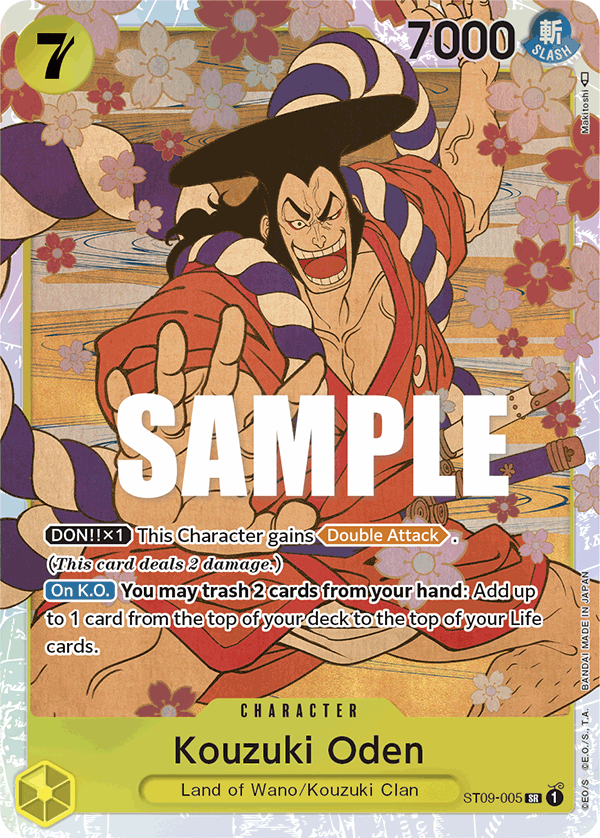 7
7000
斬
SLASH
Makitoshi
SAMPLE
DON!!×1 This Character gains Double Attack.
(This card deals 2 damage.)
On K.O. You may trash 2 cards from your hand: Add up
to 1 card from the top of your deck to the top of your Life
cards.
©EO/S ©E.O./S., T.A. BANDAI MADE IN JAPAN
CHARACTER
Kouzuki Oden
Land of Wano/Kouzuki Clan
ST09-005 SR 1